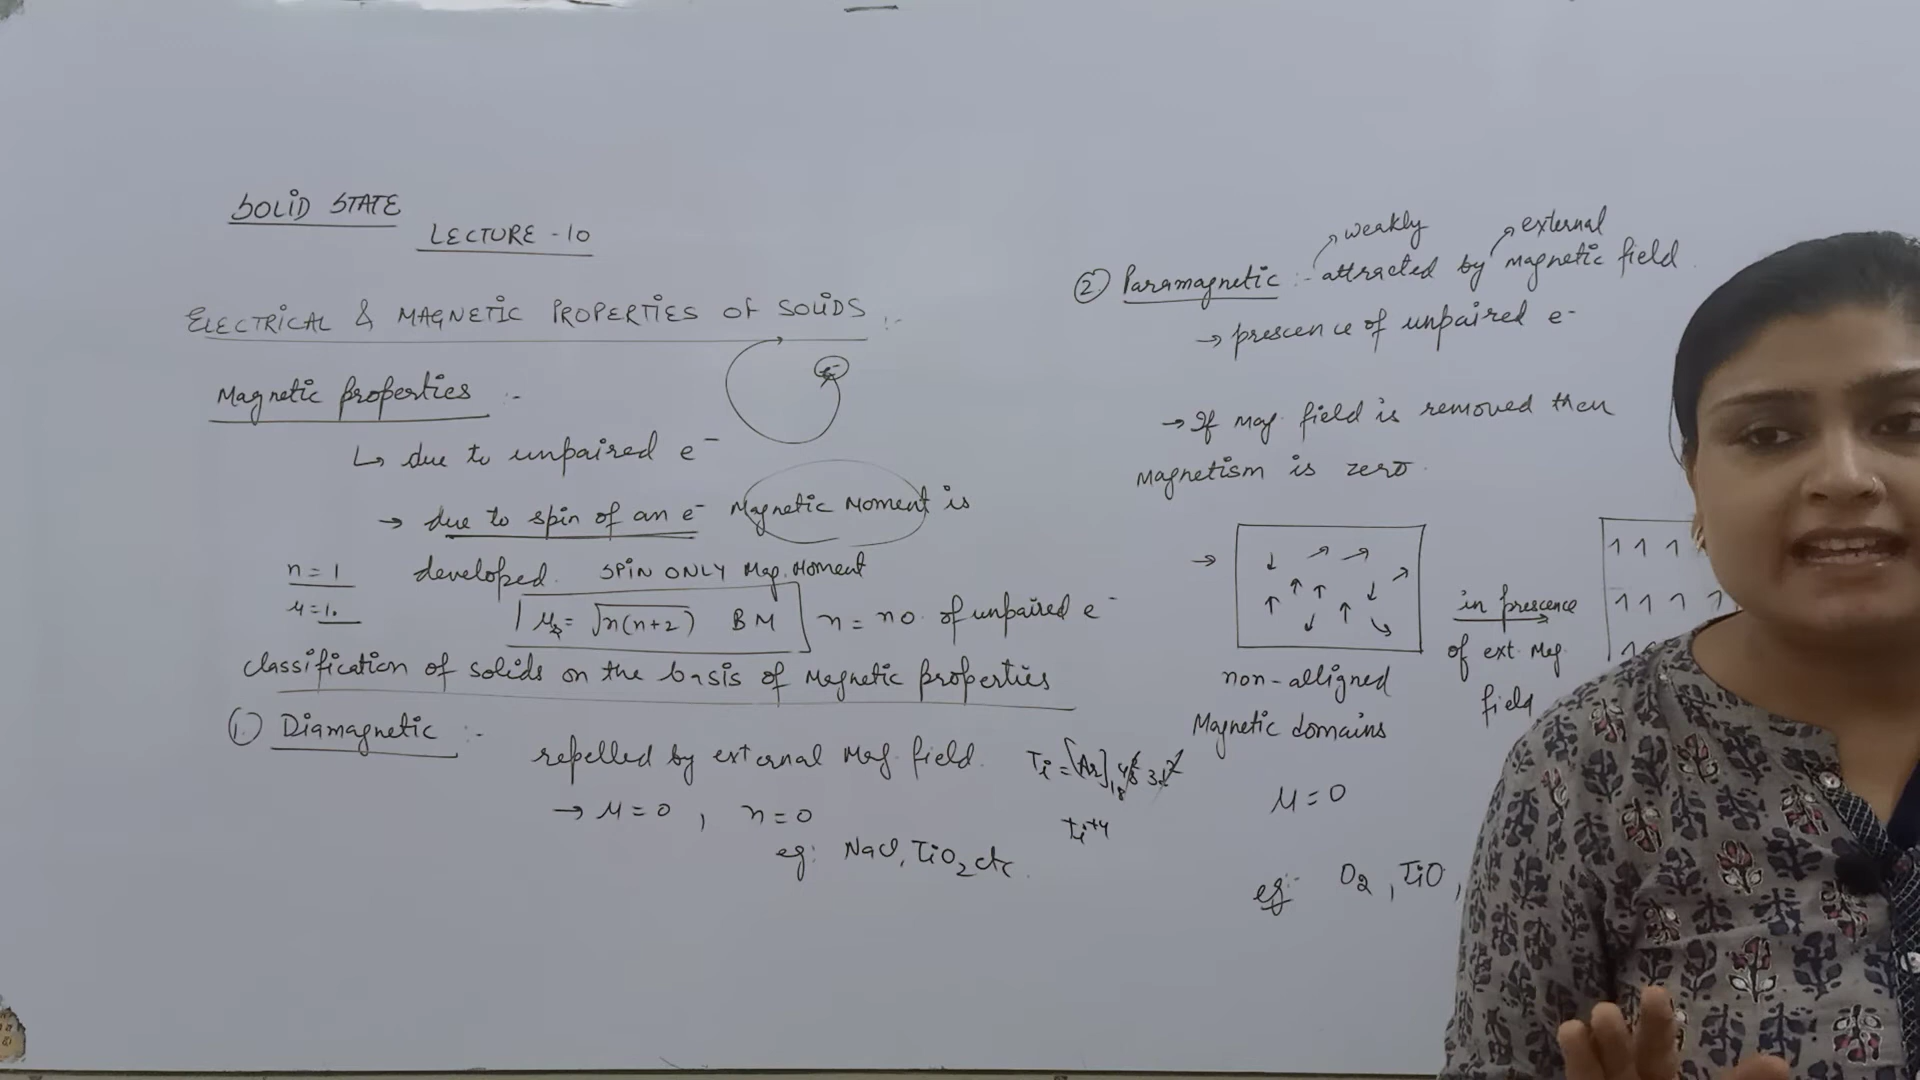 SOLID STATE
LECTURE - 10
ELECTRICAL & MAGNETIC PROPERTIES OF SOLIDS :-
e-
Magnetic properties :-
↳ due to unpaired e-
→ due to spin of an e- Magnetic Moment is
developed. SPIN ONLY Mag. Moment
n = 1
μ = 1.
μs = √n(n+2) BM n = no. of unpaired e-
classification of solids on the basis of Magnetic properties
1. Diamagnetic :-
repelled by external Mag. field.
→ μ = 0 , n = 0
eg: NaCl, TiO2 etc.
Ti = [Ar]18 4s2 3d2
Ti+4
weakly external
2. Paramagnetic :- attracted by magnetic field.
→ prescence of unpaired e-
→ If mag. field is removed then
Magnetism is zero.
→
in prescence
of ext. Mag.
field
non-alligned
Magnetic domains
μ = 0
eg:- O2 , TiO ,